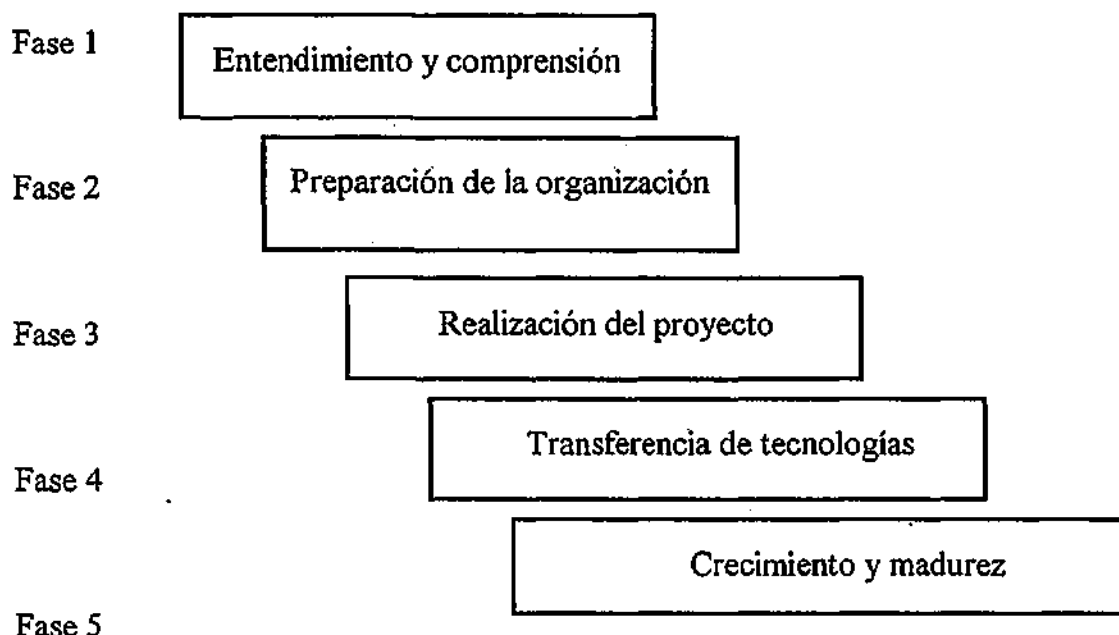 Fase 1
Entendimiento y comprensión
Fase 2
Preparación de la organización
Fase 3
Realización del proyecto
Fase 4
Transferencia de tecnologías
Fase 5
Crecimiento y madurez